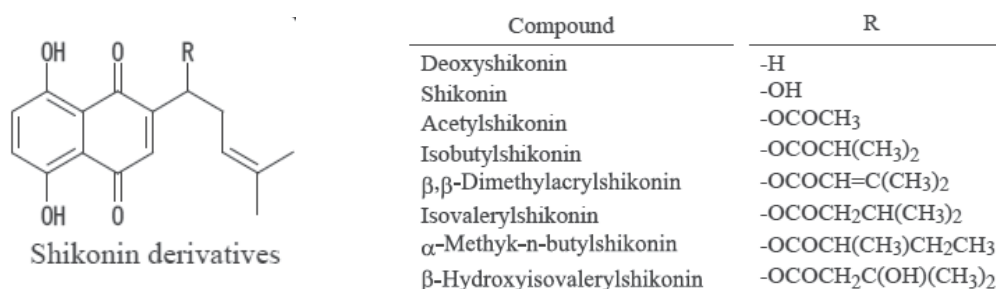 OH O R
OH O
Shikonin derivatives
Compound R
Deoxyshikonin -H
Shikonin -OH
Acetylshikonin -OCOCH3
Isobutylshikonin -OCOCH(CH3)2
β,β-Dimethylacrylshikonin -OCOCH=C(CH3)2
Isovalerylshikonin -OCOCH2CH(CH3)2
α-Methyk-n-butylshikonin -OCOCH(CH3)CH2CH3
β-Hydroxyisovalerylshikonin -OCOCH2C(OH)(CH3)2